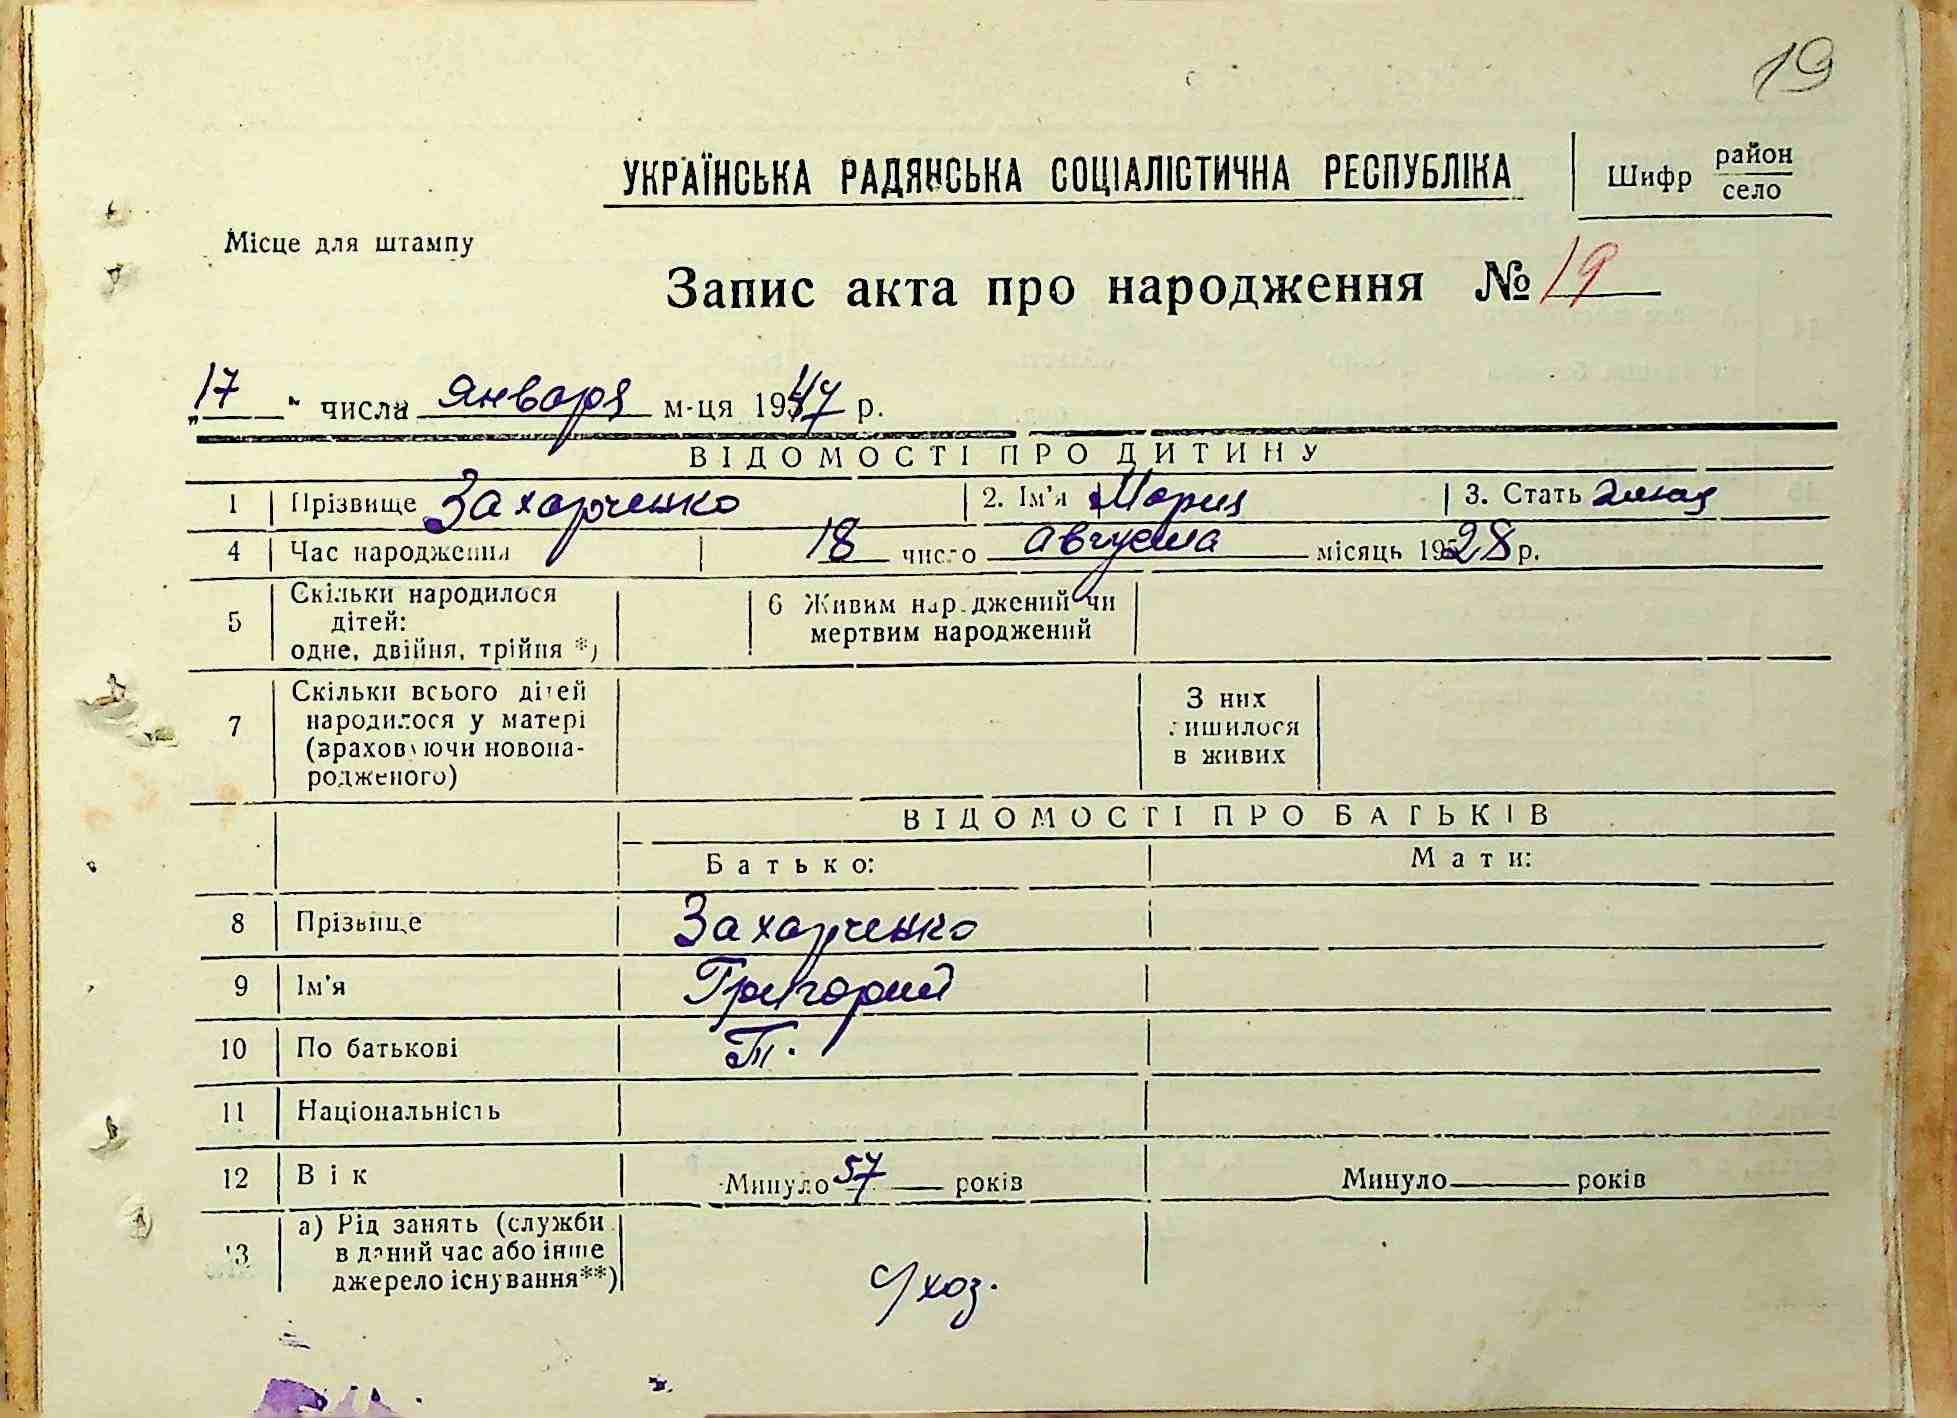 19
УКРАЇНСЬКА РАДЯНСЬКА СОЦІАЛІСТИЧНА РЕСПУБЛІКА
Шифр район
село
Місце для штампу
Запис акта про народження № 19
„17“ числа января м-ця 1947 р.
ВІДОМОСТІ ПРО ДИТИНУ
1 Прізвище Захарченко 2. Ім'я Мария 3. Стать
4 Час народження 18 число августа місяць 1928 р.
5 Скільки народилося дітей: одне, двійня, трійня *) 6 Живим народжений чи мертвим народжений
7 Скільки всього дітей народилося у матері (враховуючи новонародженого) З них лишилося в живих
ВІДОМОСТІ ПРО БАТЬКІВ
Батько: Мати:
8 Прізвище Захарченко
9 Ім'я Григорий
10 По батькові Т.
11 Національність
12 Вік Минуло 57 років Минуло років
13 а) Рід занять (служби в даний час або інше джерело існування**)
с/хоз.